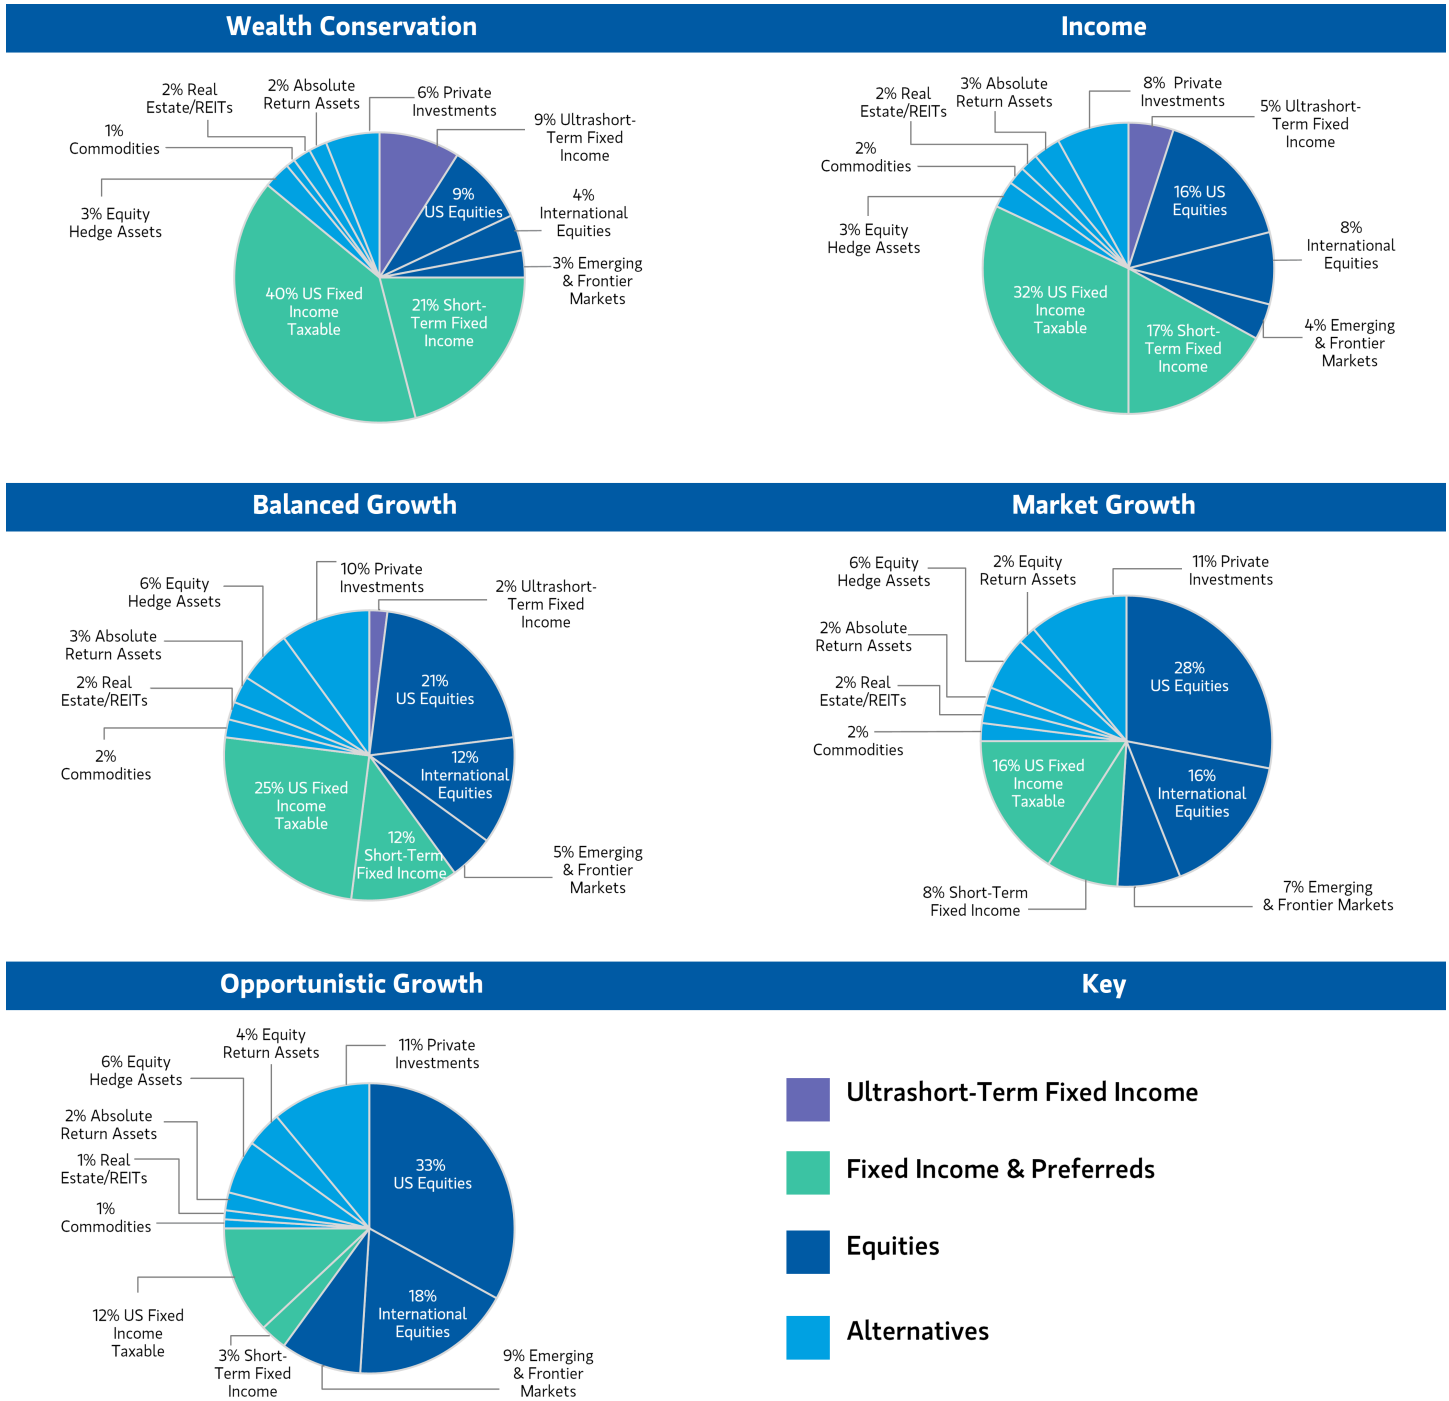 Wealth Conservation
Income
2% Real
Estate/REITs
2% Absolute
Return Assets
6% Private
Investments
9% Ultrashort-
Term Fixed
Income
1%
Commodities
9%
US Equities
4%
International
Equities
3% Equity
Hedge Assets
3% Emerging
& Frontier
Markets
40% US Fixed
Income
Taxable
21% Short-
Term Fixed
Income
2% Real
Estate/REITs
3% Absolute
Return Assets
8% Private
Investments
5% Ultrashort-
Term Fixed
Income
2%
Commodities
16% US
Equities
3% Equity
Hedge Assets
8%
International
Equities
32% US Fixed
Income
Taxable
17% Short-
Term Fixed
Income
4% Emerging
& Frontier
Markets
Balanced Growth
Market Growth
10% Private
Investments
6% Equity
Hedge Assets
2% Ultrashort-
Term Fixed
Income
3% Absolute
Return Assets
2% Real
Estate/REITs
21%
US Equities
2%
Commodities
12%
International
Equities
25% US Fixed
Income
Taxable
12%
Short-Term
Fixed Income
5% Emerging
& Frontier
Markets
6% Equity
Hedge Assets
2% Equity
Return Assets
11% Private
Investments
2% Absolute
Return Assets
2% Real
Estate/REITs
28%
US Equities
2%
Commodities
16% US Fixed
Income
Taxable
16%
International
Equities
8% Short-Term
Fixed Income
7% Emerging
& Frontier Markets
Opportunistic Growth
Key
4% Equity
Return Assets
11% Private
Investments
6% Equity
Hedge Assets
2% Absolute
Return Assets
1% Real
Estate/REITs
33%
US Equities
1%
Commodities
18%
International
Equities
12% US Fixed
Income
Taxable
3% Short-
Term Fixed
Income
9% Emerging
& Frontier
Markets
Ultrashort-Term Fixed Income
Fixed Income & Preferreds
Equities
Alternatives